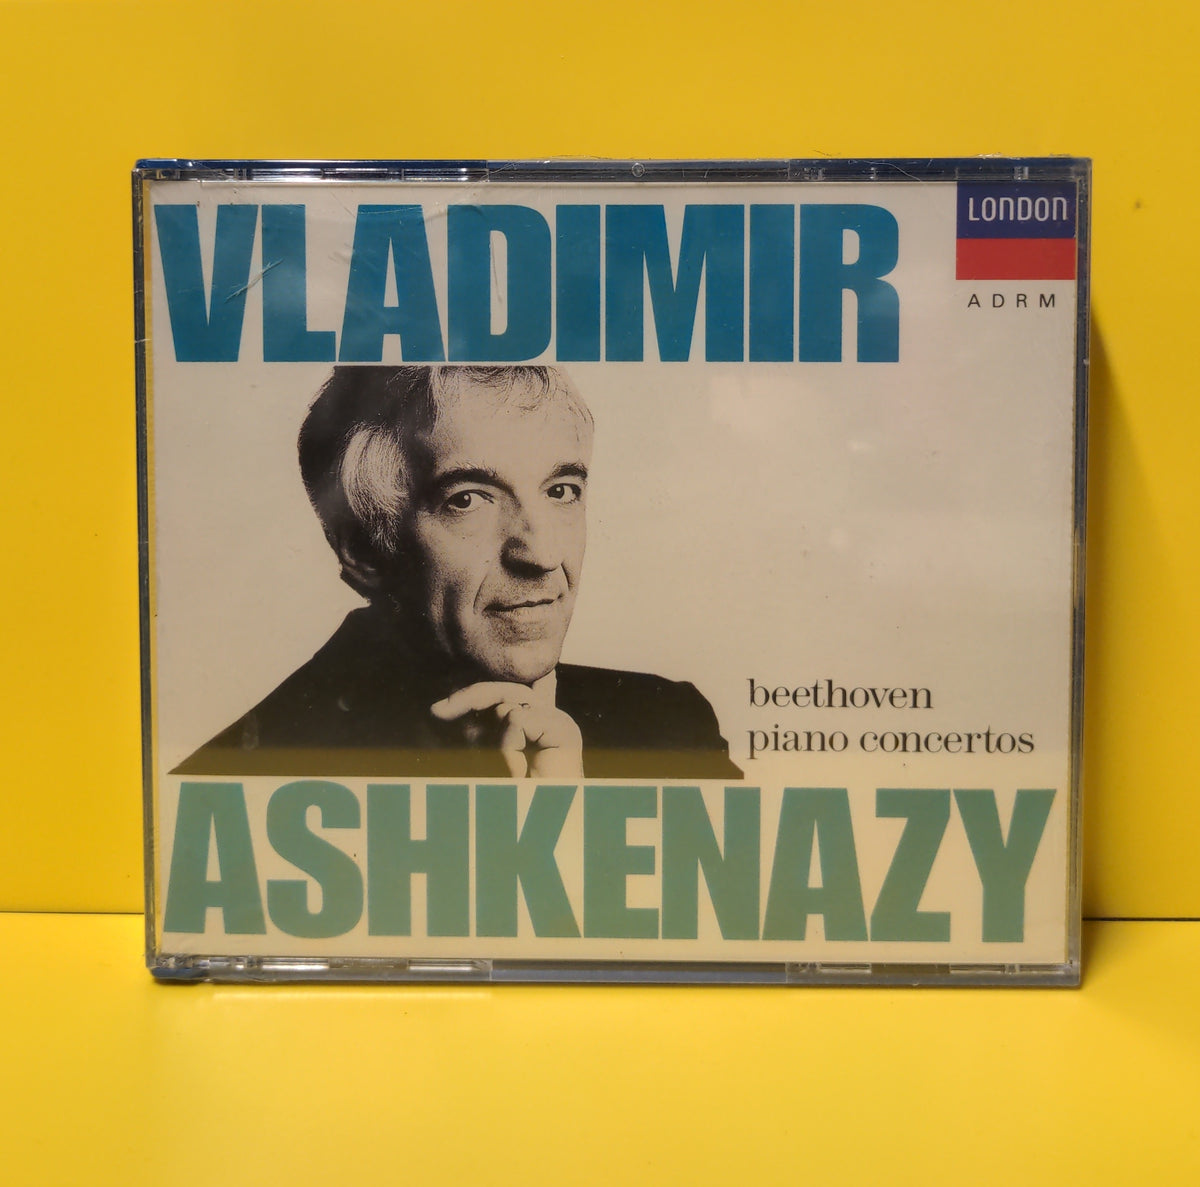 VLADIMIR
LONDON
ADRM
beethoven
piano concertos
ASHKENAZY